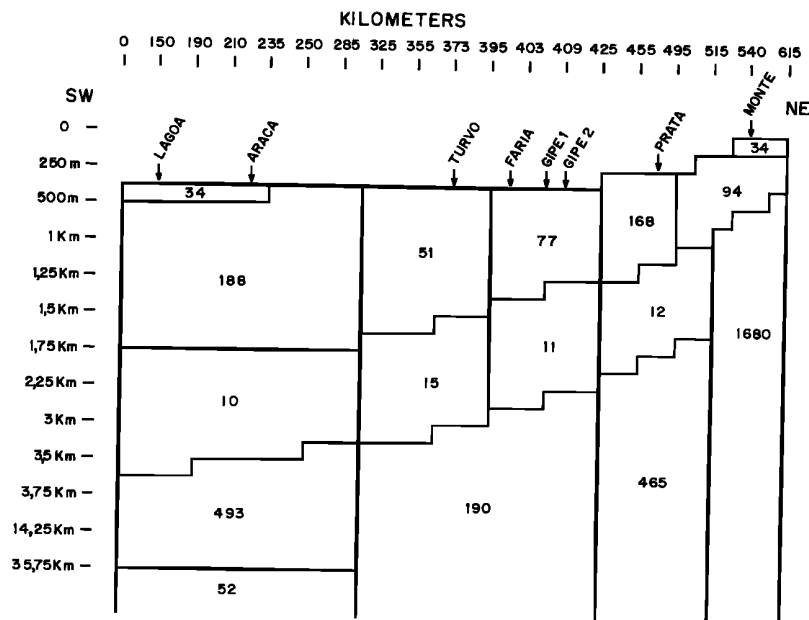 KILOMETERS
0 150 190 210 235 250 285 325 355 373 395 403 409 425 455 495 515 540 615
SW
NE
LAGOA
ARACA
TURVO
FARIA
GIPE 1
GIPE 2
PRATA
MONTE
0
250 m
500m
1 Km
1,25 Km
1,5 Km
1,75 Km
2,25 Km
3 Km
3,5 Km
3,75 Km
14,25 Km
35,75 Km
34
34
94
168
188
51
77
12
1680
11
15
10
465
190
493
52